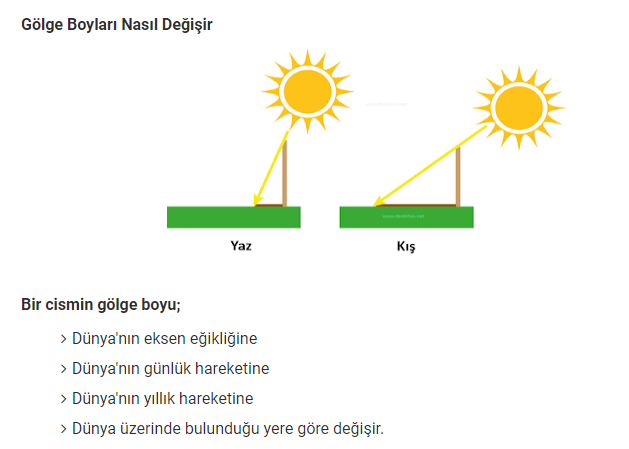 Gölge Boyları Nasıl Değişir
Yaz
Kış
Bir cismin gölge boyu;
> Dünya'nın eksen eğikliğine
> Dünya'nın günlük hareketine
> Dünya'nın yıllık hareketine
> Dünya üzerinde bulunduğu yere göre değişir.